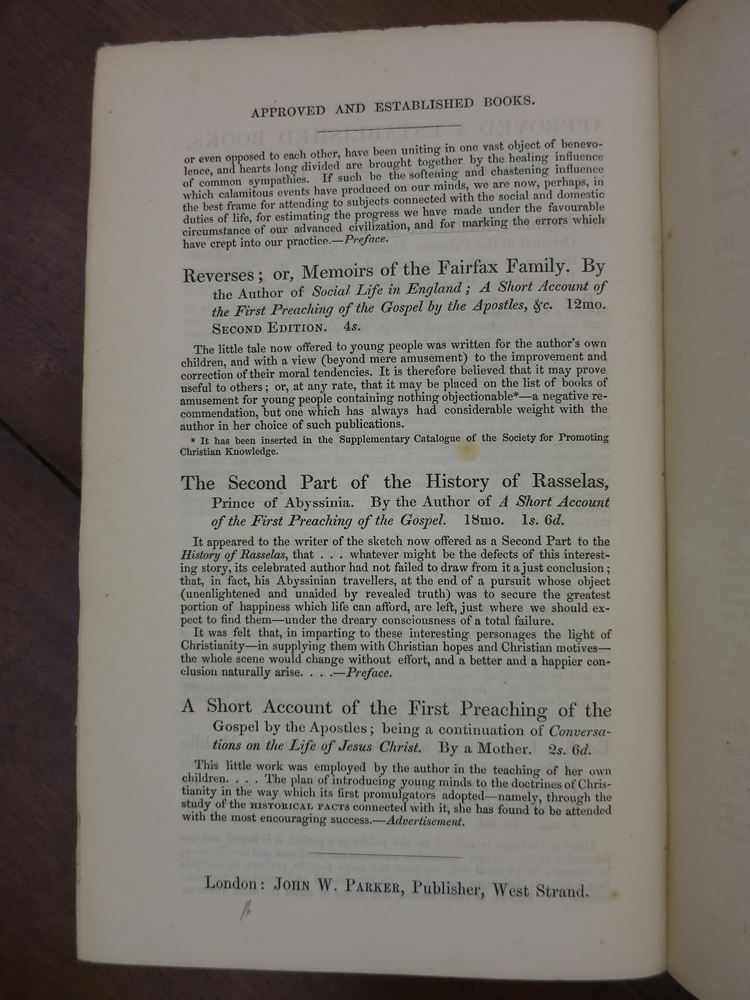 APPROVED AND ESTABLISHED BOOKS.
or even opposed to each other, have been uniting in one vast object of benevo-
lence, and hearts long divided are brought together by the healing influence
of common sympathies. If such be the softening and chastening influence
which calamitous events have produced on our minds, we are now, perhaps, in
the best frame for attending to subjects connected with the social and domestic
duties of life, for estimating the progress we have made under the favourable
circumstance of our advanced civilization, and for marking the errors which
have crept into our practice.—Preface.
Reverses; or, Memoirs of the Fairfax Family. By
the Author of Social Life in England; A Short Account of
the First Preaching of the Gospel by the Apostles, &c. 12mo.
SECOND EDITION. 4s.
The little tale now offered to young people was written for the author's own
children, and with a view (beyond mere amusement) to the improvement and
correction of their moral tendencies. It is therefore believed that it may prove
useful to others; or, at any rate, that it may be placed on the list of books of
amusement for young people containing nothing objectionable*—a negative re-
commendation, but one which has always had considerable weight with the
author in her choice of such publications.
* It has been inserted in the Supplementary Catalogue of the Society for Promoting
Christian Knowledge.
The Second Part of the History of Rasselas,
Prince of Abyssinia. By the Author of A Short Account
of the First Preaching of the Gospel. 18mo. 1s. 6d.
It appeared to the writer of the sketch now offered as a Second Part to the
History of Rasselas, that . . . whatever might be the defects of this interest-
ing story, its celebrated author had not failed to draw from it a just conclusion;
that, in fact, his Abyssinian travellers, at the end of a pursuit whose object
(unenlightened and unaided by revealed truth) was to secure the greatest
portion of happiness which life can afford, are left, just where we should ex-
pect to find them—under the dreary consciousness of a total failure.
It was felt that, in imparting to these interesting personages the light of
Christianity—in supplying them with Christian hopes and Christian motives—
the whole scene would change without effort, and a better and a happier con-
clusion naturally arise. . . .—Preface.
A Short Account of the First Preaching of the
Gospel by the Apostles; being a continuation of Conversa-
tions on the Life of Jesus Christ. By a Mother. 2s. 6d.
This little work was employed by the author in the teaching of her own
children. . . . The plan of introducing young minds to the doctrines of Chris-
tianity in the way which its first promulgators adopted—namely, through the
study of the HISTORICAL FACTS connected with it, she has found to be attended
with the most encouraging success.—Advertisement.
London: JOHN W. PARKER, Publisher, West Strand.